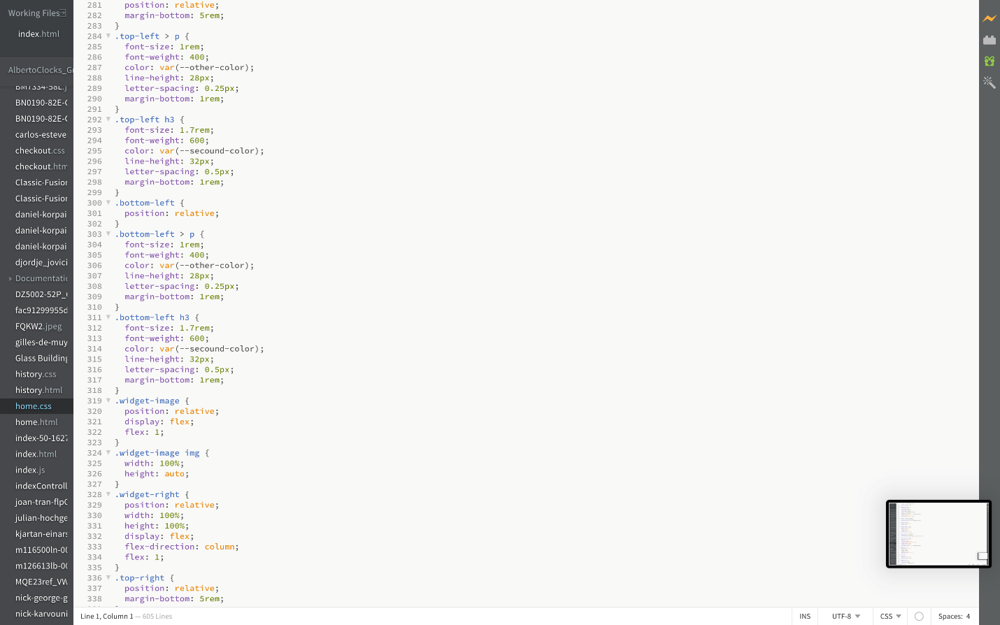 Working Files
index.html
AlbertoClocks_G
BM7334-58L.j
BN0190-82E-
BN0190-82E-
carlos-esteve
checkout.css
checkout.htm
Classic-Fusion
Classic-Fusion
daniel-korpai
daniel-korpai
daniel-korpai
djordje_jovici
Documentatio
DZ5002-52P_
fac91299955d
FQKW2.jpeg
gilles-de-muy
Glass Building
history.css
history.html
home.css
home.html
index-50-1627
index.html
index.js
indexControll
joan-tran-flp
julian-hochge
kjartan-einars
m116500ln-00
m126613lb-00
MQE23ref_VW
nick-george-g
nick-karvouni
281 position: relative;
282 margin-bottom: 5rem;
283 }
284 .top-left > p {
285 font-size: 1rem;
286 font-weight: 400;
287 color: var(--other-color);
288 line-height: 28px;
289 letter-spacing: 0.25px;
290 margin-bottom: 1rem;
291 }
292 .top-left h3 {
293 font-size: 1.7rem;
294 font-weight: 600;
295 color: var(--secound-color);
296 line-height: 32px;
297 letter-spacing: 0.5px;
298 margin-bottom: 1rem;
299 }
300 .bottom-left {
301 position: relative;
302 }
303 .bottom-left > p {
304 font-size: 1rem;
305 font-weight: 400;
306 color: var(--other-color);
307 line-height: 28px;
308 letter-spacing: 0.25px;
309 margin-bottom: 1rem;
310 }
311 .bottom-left h3 {
312 font-size: 1.7rem;
313 font-weight: 600;
314 color: var(--secound-color);
315 line-height: 32px;
316 letter-spacing: 0.5px;
317 margin-bottom: 1rem;
318 }
319 .widget-image {
320 position: relative;
321 display: flex;
322 flex: 1;
323 }
324 .widget-image img {
325 width: 100%;
326 height: auto;
327 }
328 .widget-right {
329 position: relative;
330 width: 100%;
331 height: 100%;
332 display: flex;
333 flex-direction: column;
334 flex: 1;
335 }
336 .top-right {
337 position: relative;
338 margin-bottom: 5rem;
Line 1, Column 1 — 605 Lines
INS
UTF-8
CSS
Spaces: 4